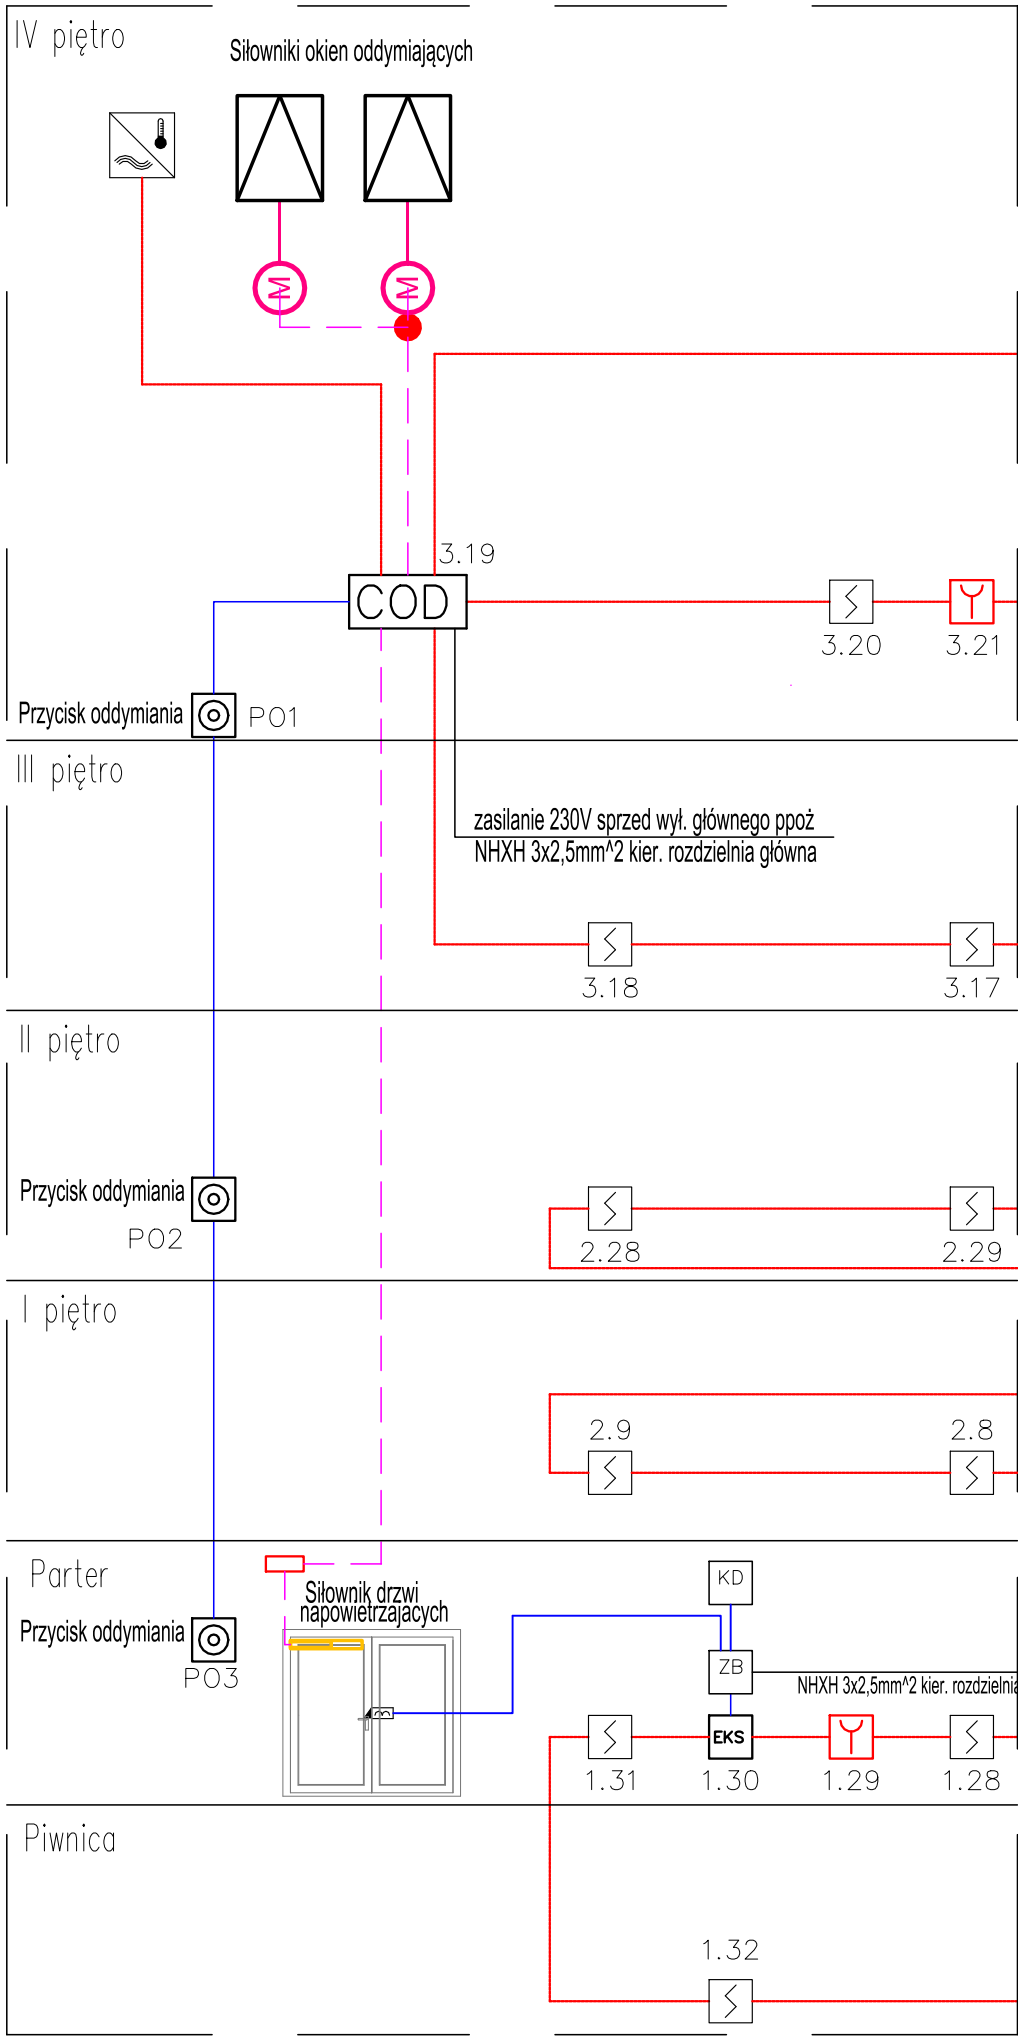 IV piętro
Siłowniki okien oddymiających
M
M
3.19
COD
3.20
3.21
Przycisk oddymiania
PO1
III piętro
zasilanie 230V sprzed wył. głównego ppoż
NHXH 3x2,5mm^2 kier. rozdzielnia główna
3.18
3.17
II piętro
Przycisk oddymiania
PO2
2.28
2.29
I piętro
2.9
2.8
Parter
KD
Siłownik drzwi
napowietrzajacych
Przycisk oddymiania
PO3
ZB
NHXH 3x2,5mm^2 kier. rozdzielnia
EKS
1.31
1.30
1.29
1.28
Piwnica
1.32